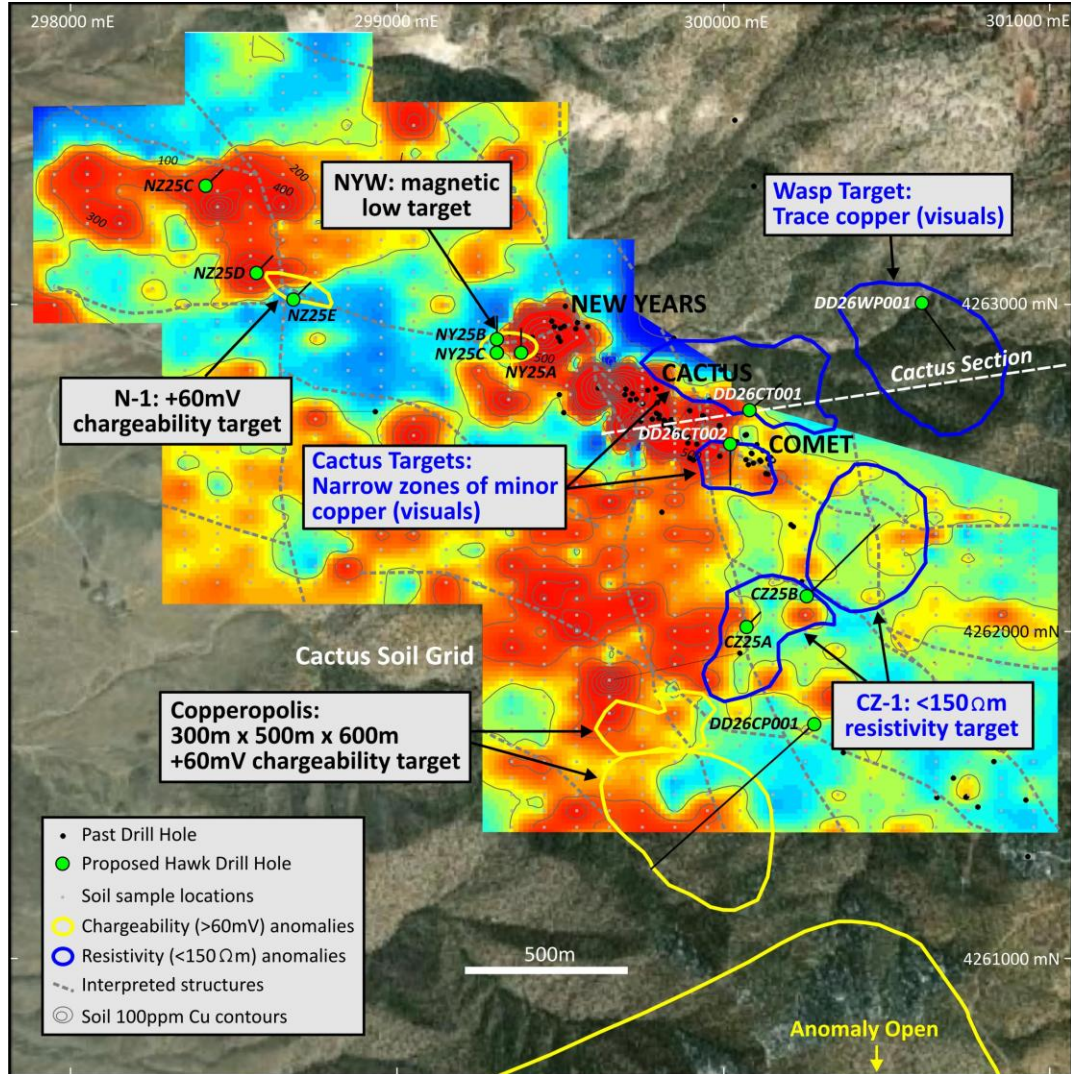 298000 mE
299000 mE
300000 mE
301000 mE
100
200
400
NZ25C
300
NYW: magnetic
low target
Wasp Target:
Trace copper (visuals)
NZ25D
NZ25E
NEW YEARS
DD26WP001
4263000 mN
NY25B
NY25C
500
NY25A
Cactus Section
CACTUS
DD26CT001
N-1: +60mV
chargeability target
DD26CT002
COMET
Cactus Targets:
Narrow zones of minor
copper (visuals)
CZ25B
CZ25A
4262000 mN
Cactus Soil Grid
Copperopolis:
300m x 500m x 600m
+60mV chargeability target
DD26CP001
CZ-1: <150Ωm
resistivity target
Past Drill Hole
Proposed Hawk Drill Hole
Soil sample locations
Chargeability (>60mV) anomalies
Resistivity (<150Ωm) anomalies
Interpreted structures
Soil 100ppm Cu contours
500m
4261000 mN
Anomaly Open